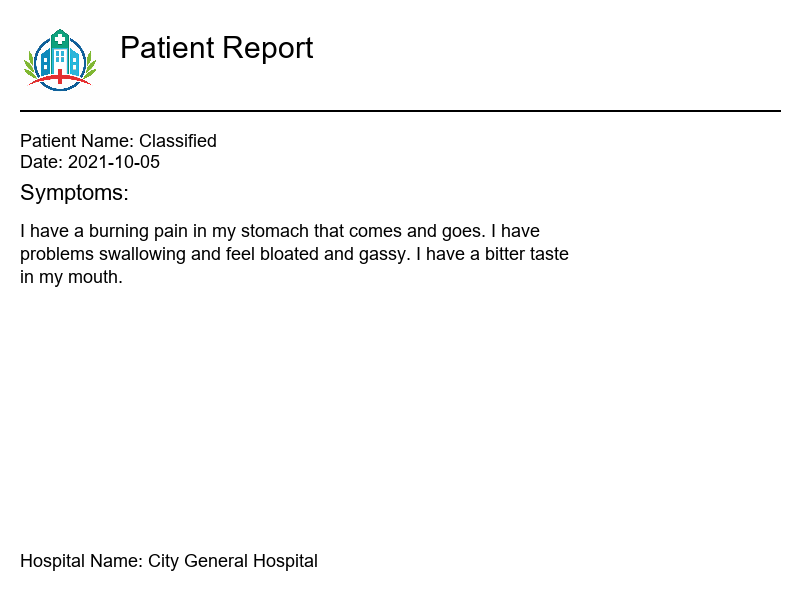 Patient Report
Patient Name: Classified
Date: 2021-10-05
Symptoms:
I have a burning pain in my stomach that comes and goes. I have
problems swallowing and feel bloated and gassy. I have a bitter taste
in my mouth.
Hospital Name: City General Hospital